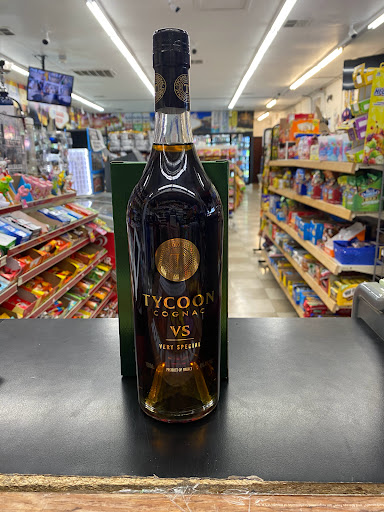 TYCOON
COGNAC
VS
VERY SPECIAL
PRODUCT OF FRANCE